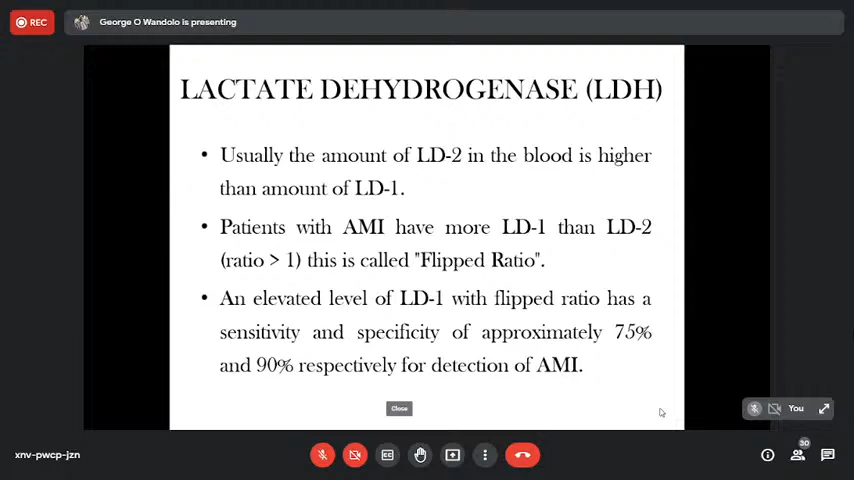 REC
George O Wandolo is presenting
LACTATE DEHYDROGENASE (LDH)
• Usually the amount of LD-2 in the blood is higher
than amount of LD-1.
• Patients with AMI have more LD-1 than LD-2
(ratio > 1) this is called "Flipped Ratio".
• An elevated level of LD-1 with flipped ratio has a
sensitivity and specificity of approximately 75%
and 90% respectively for detection of AMI.
Close
You
xnv-pwcp-jzn
30